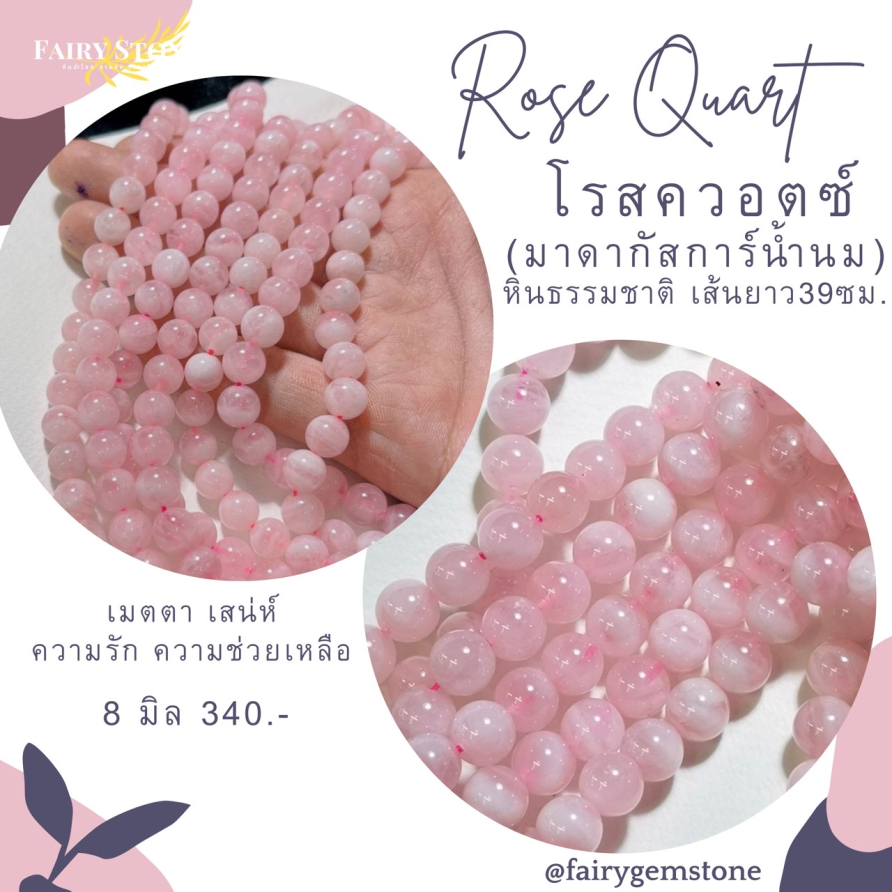 FAIRY STO
Rose Quart
โรสควอตซ์
(มาดากัสการ์น้ำนม)
หินธรรมชาติ เส้นยาว39ซม.
เมตตา เสน่ห์
ความรัก ความช่วยเหลือ
8 มิล 340.-
@fairygemstone